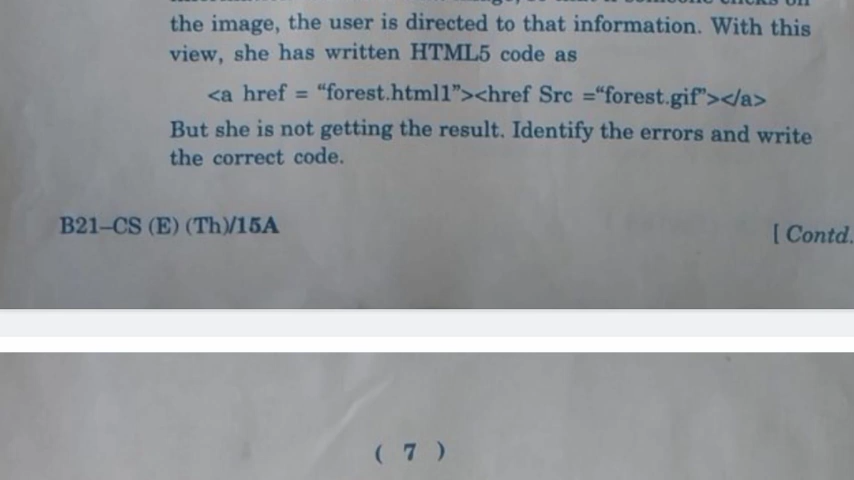 the image, the user is directed to that information. With this
view, she has written HTML5 code as
<a href = “forest.html1”><href Src =“forest.gif”></a>
But she is not getting the result. Identify the errors and write
the correct code.
B21–CS (E) (Th)/15A
[ Contd.
( 7 )